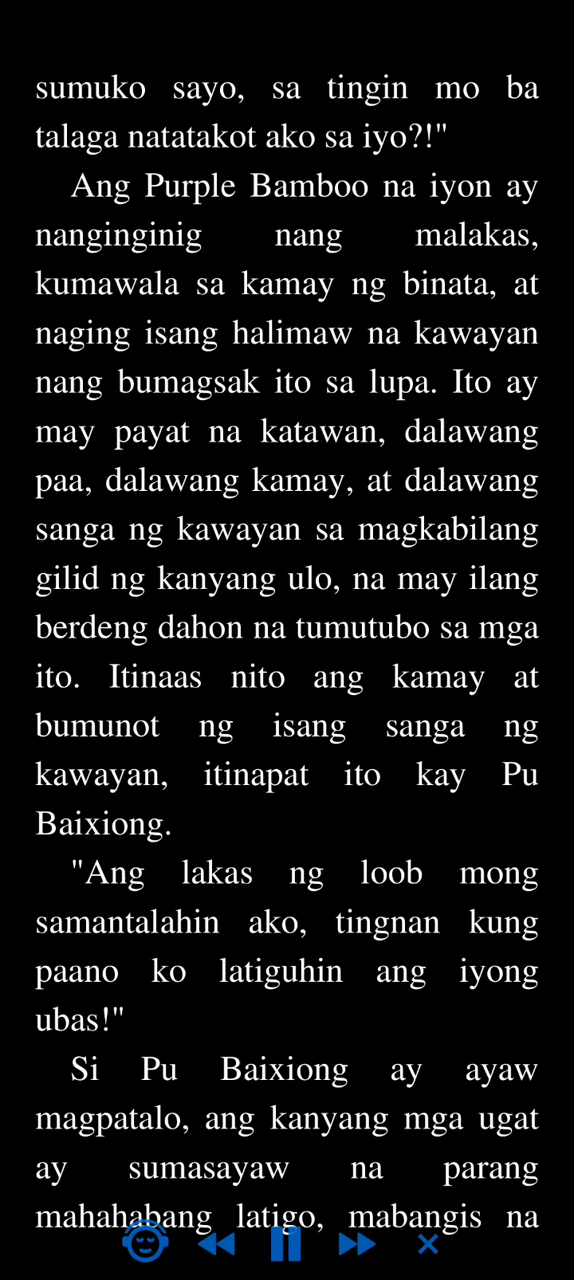 sumuko sayo, sa tingin mo ba
talaga natatakot ako sa iyo?!"
Ang Purple Bamboo na iyon ay
nanginginig nang malakas,
kumawala sa kamay ng binata, at
naging isang halimaw na kawayan
nang bumagsak ito sa lupa. Ito ay
may payat na katawan, dalawang
paa, dalawang kamay, at dalawang
sanga ng kawayan sa magkabilang
gilid ng kanyang ulo, na may ilang
berdeng dahon na tumutubo sa mga
ito. Itinaas nito ang kamay at
bumunot ng isang sanga ng
kawayan, itinapat ito kay Pu
Baixiong.
"Ang lakas ng loob mong
samantalahin ako, tingnan kung
paano ko latiguhin ang iyong
ubas!"
Si Pu Baixiong ay ayaw
magpatalo, ang kanyang mga ugat
ay sumasayaw na parang
mahahabang latigo, mabangis na